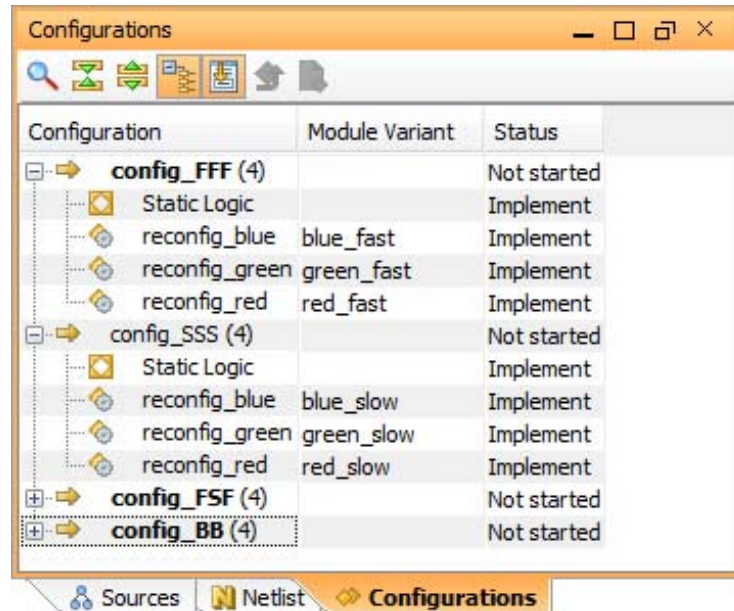 Configurations
Configuration Module Variant Status
config_FFF (4) Not started
Static Logic Implement
reconfig_blue blue_fast Implement
reconfig_green green_fast Implement
reconfig_red red_fast Implement
config_SSS (4) Not started
Static Logic Implement
reconfig_blue blue_slow Implement
reconfig_green green_slow Implement
reconfig_red red_slow Implement
config_FSF (4) Not started
config_BB (4) Not started
Sources Netlist Configurations